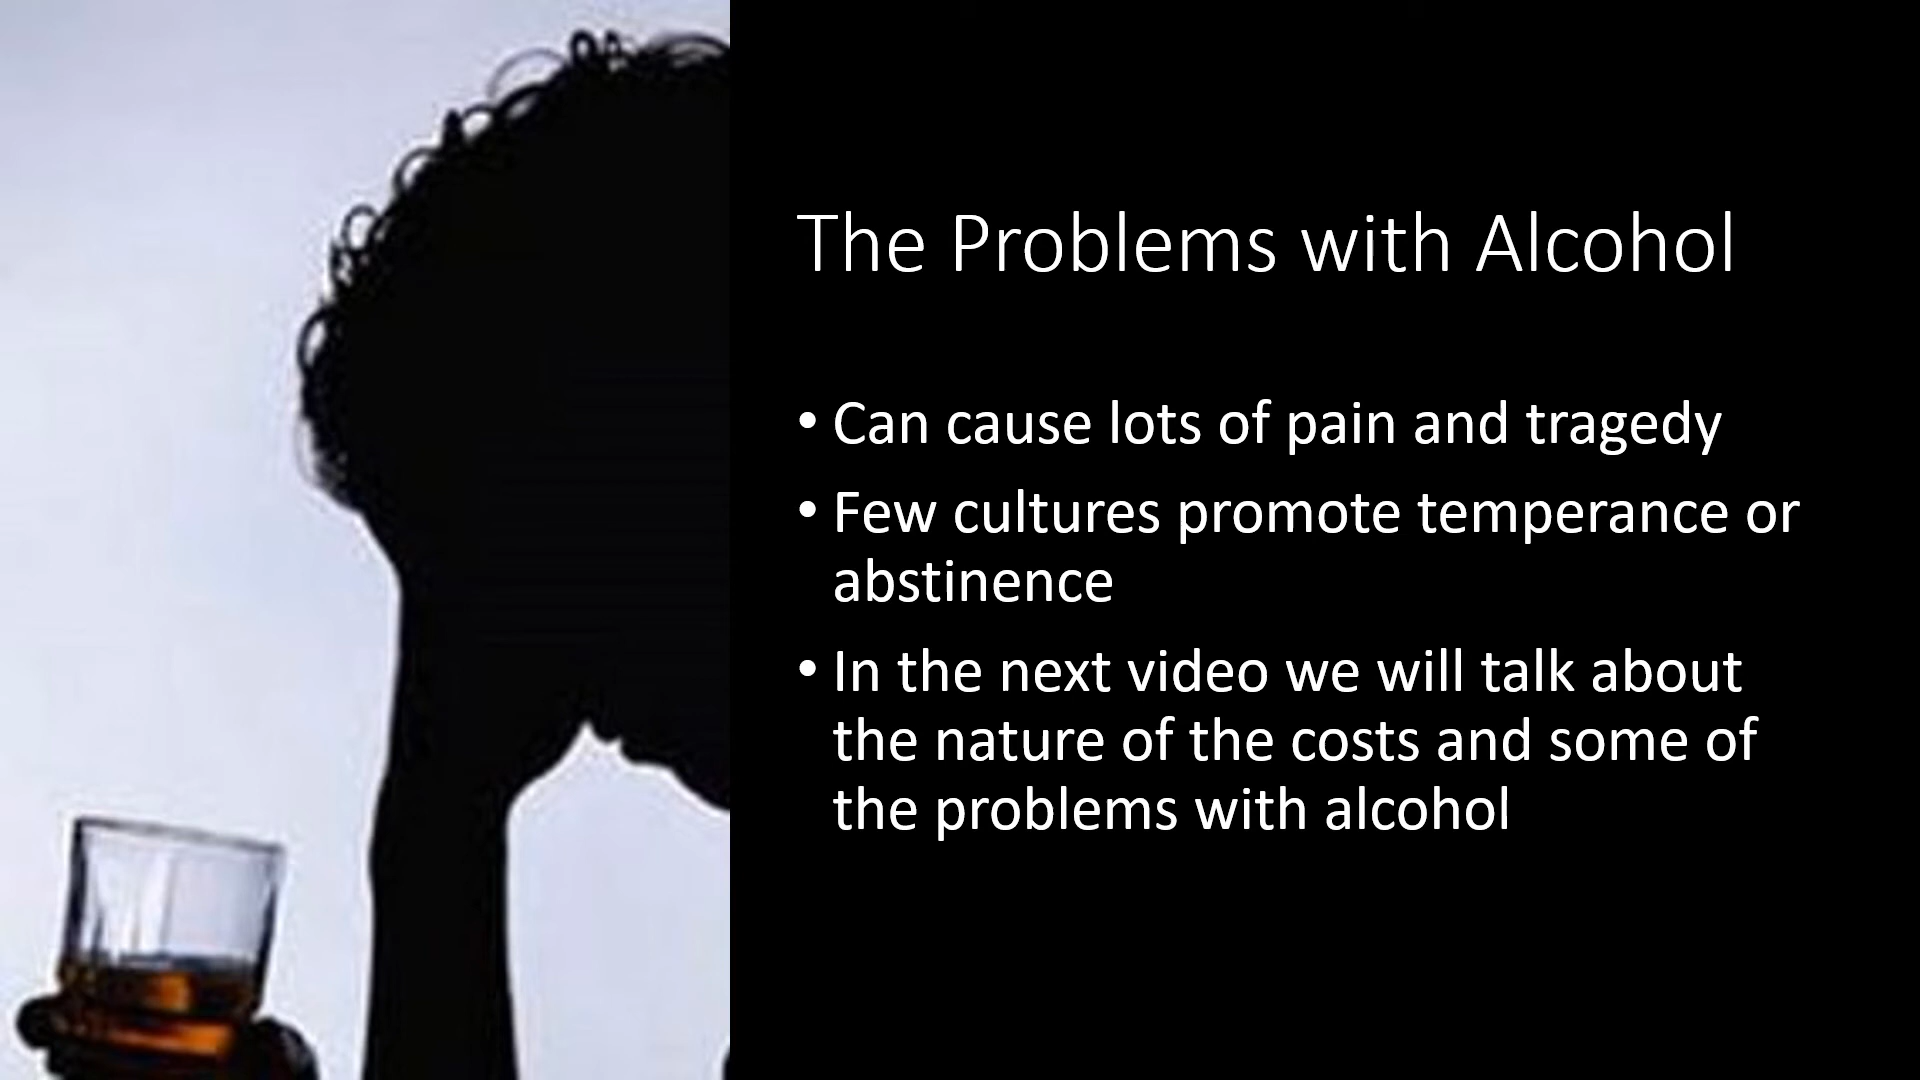 The Problems with Alcohol
• Can cause lots of pain and tragedy
• Few cultures promote temperance or
abstinence
• In the next video we will talk about
the nature of the costs and some of
the problems with alcohol